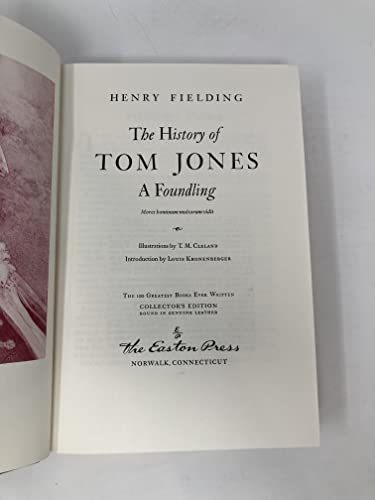 HENRY FIELDING
The History of
TOM JONES
A Foundling
Mores hominum multorum vidit
Illustrations by T. M. CLELAND
Introduction by LOUIS KRONENBERGER
THE 100 GREATEST BOOKS EVER WRITTEN
COLLECTOR'S EDITION
BOUND IN GENUINE LEATHER
The Easton Press
NORWALK, CONNECTICUT